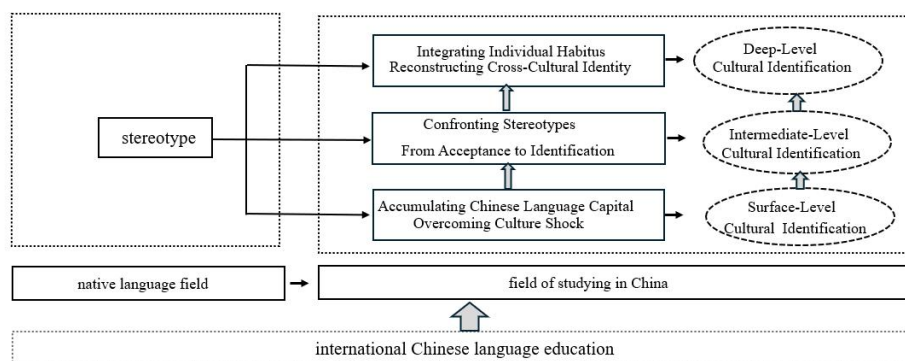 Integrating Individual Habitus
Reconstructing Cross-Cultural Identity
Deep-Level
Cultural Identification
stereotype
Confronting Stereotypes
From Acceptance to Identification
Intermediate-Level
Cultural Identification
Accumulating Chinese Language Capital
Overcoming Culture Shock
Surface-Level
Cultural Identification
native language field
field of studying in China
international Chinese language education